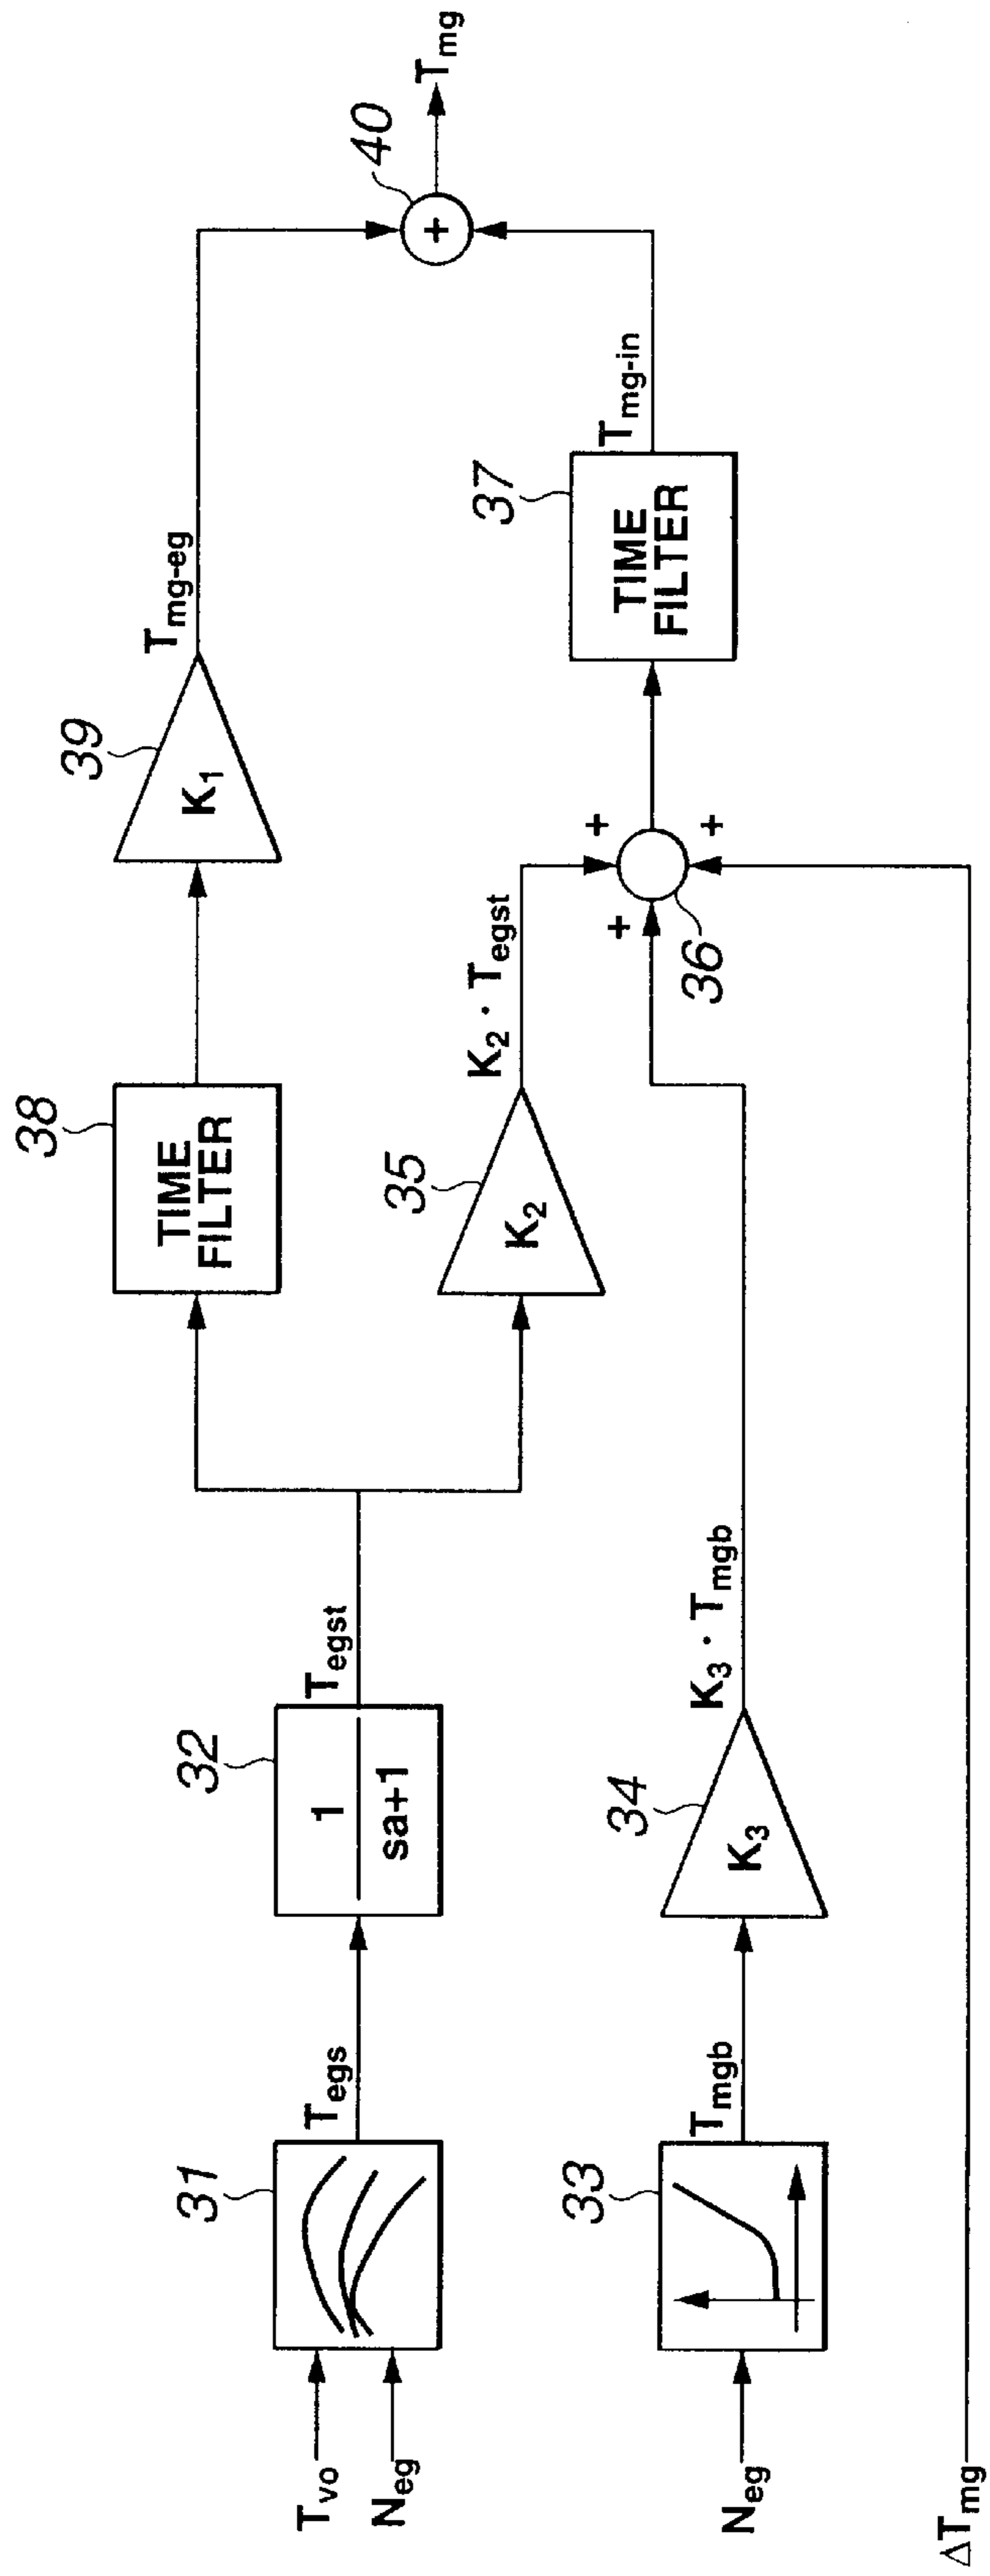 31
32
38
39
40
T_vo
N_eg
T_egs
1
sa+1
T_egst
TIME
FILTER
K_1
T_mg-eg
T_mg
35
K_2
K_2 · T_egst
33
34
36
37
N_eg
T_mgb
K_3
K_3 · T_mgb
+
+
+
TIME
FILTER
T_mg-in
+
ΔT_mg